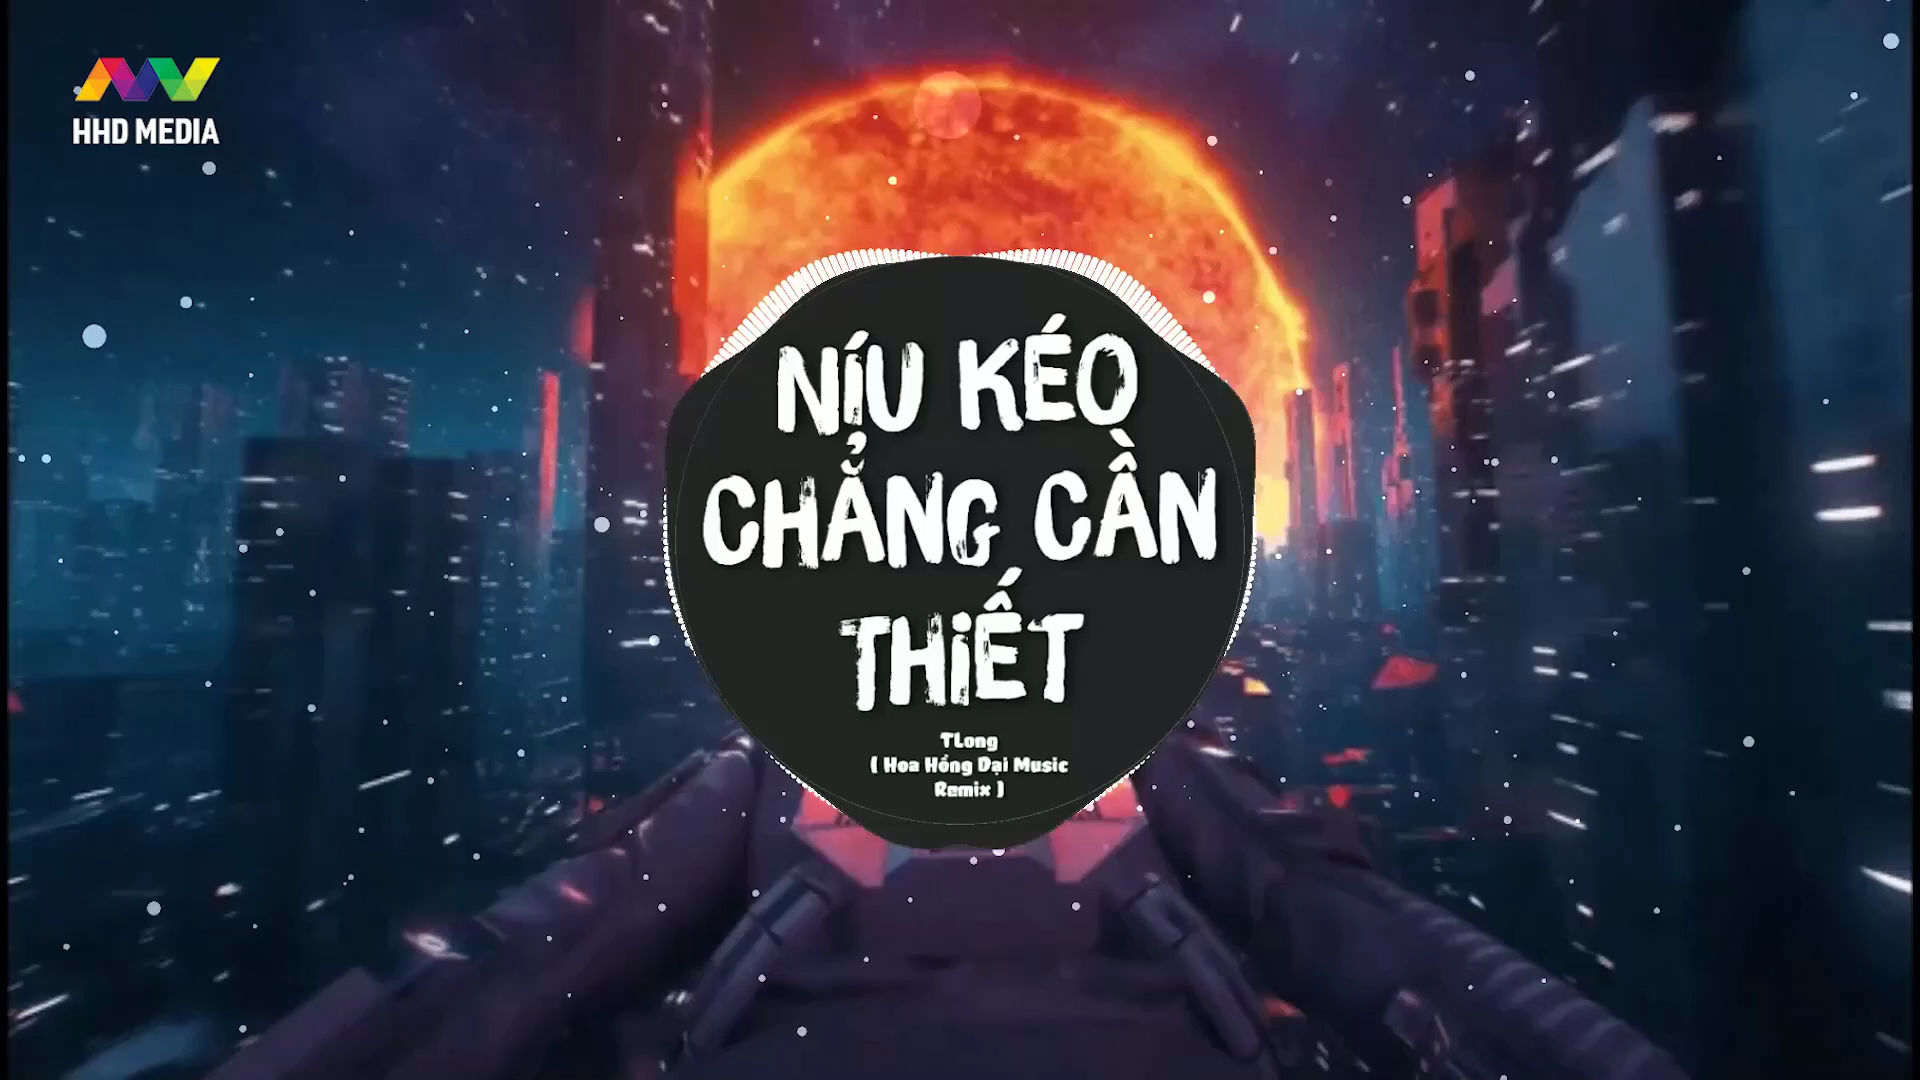 HHD MEDIA
NÍU KÉO
CHẲNG CẦN
THIẾT
TLong
( Hoa Hồng Dại Music
Remix )